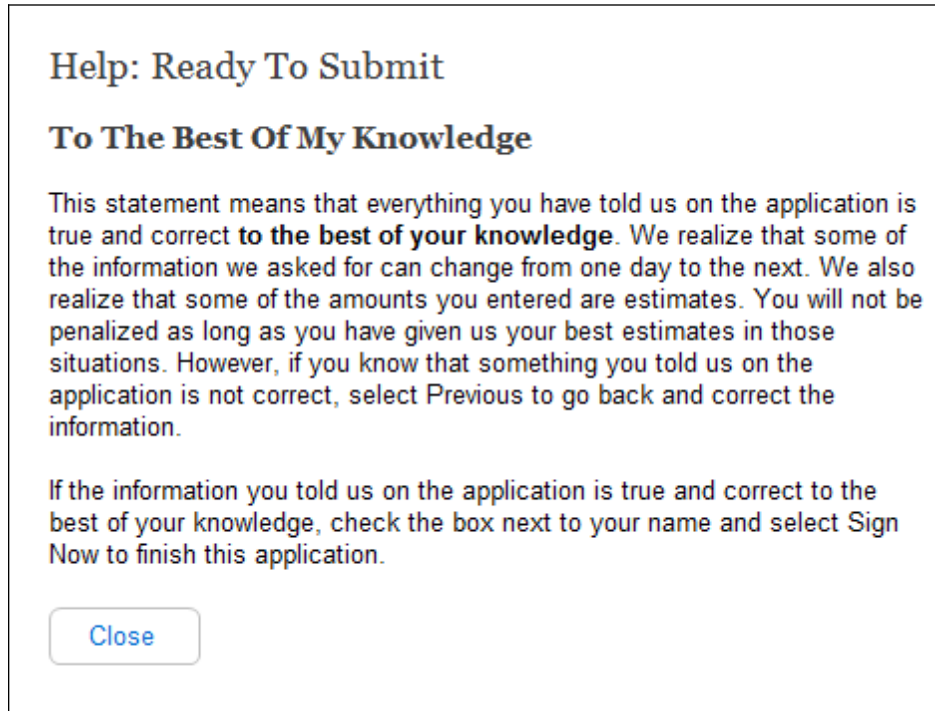 Help: Ready To Submit
To The Best Of My Knowledge
This statement means that everything you have told us on the application is
true and correct to the best of your knowledge. We realize that some of
the information we asked for can change from one day to the next. We also
realize that some of the amounts you entered are estimates. You will not be
penalized as long as you have given us your best estimates in those
situations. However, if you know that something you told us on the
application is not correct, select Previous to go back and correct the
information.
If the information you told us on the application is true and correct to the
best of your knowledge, check the box next to your name and select Sign
Now to finish this application.
Close